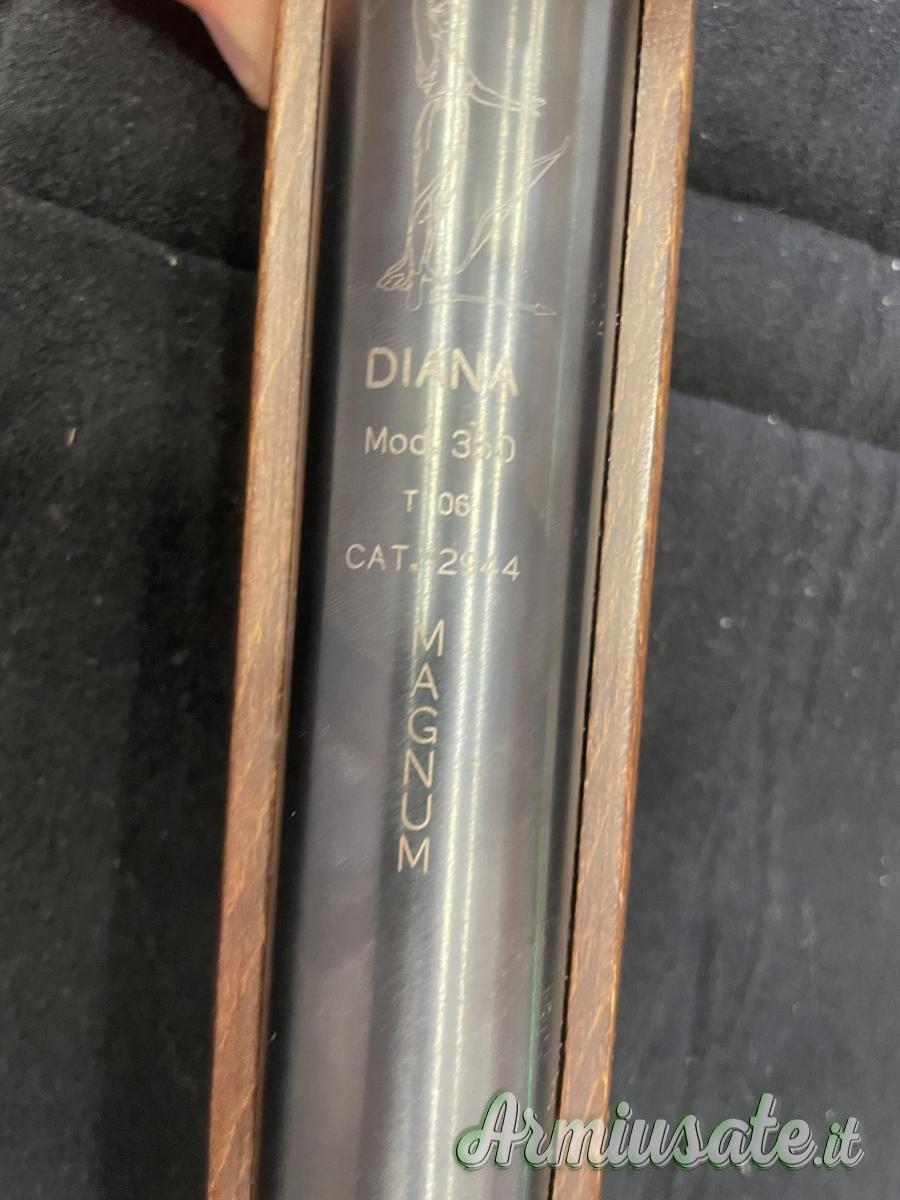 DIANA
Mod. 350
T 06
CAT. 2944
MAGNUM
Armiusate.it